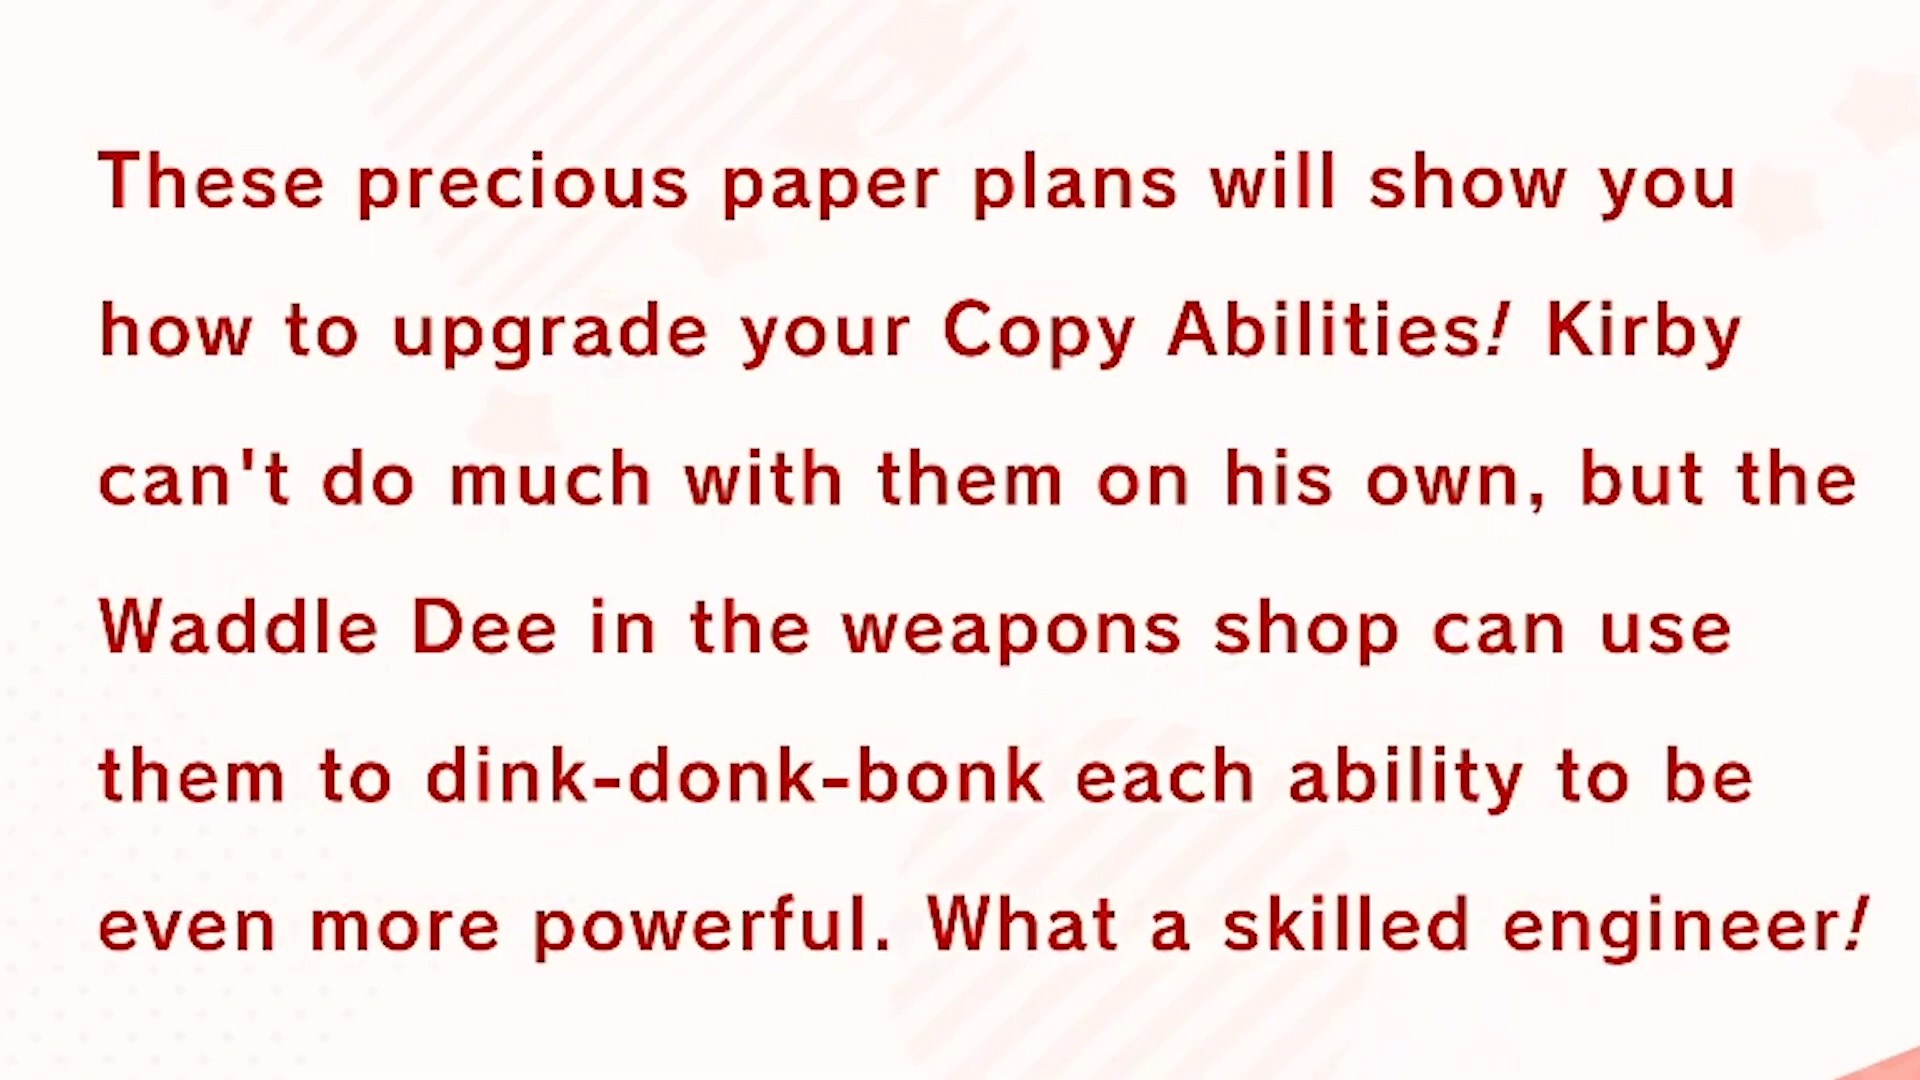 These precious paper plans will show you
how to upgrade your Copy Abilities! Kirby
can't do much with them on his own, but the
Waddle Dee in the weapons shop can use
them to dink-donk-bonk each ability to be
even more powerful. What a skilled engineer!